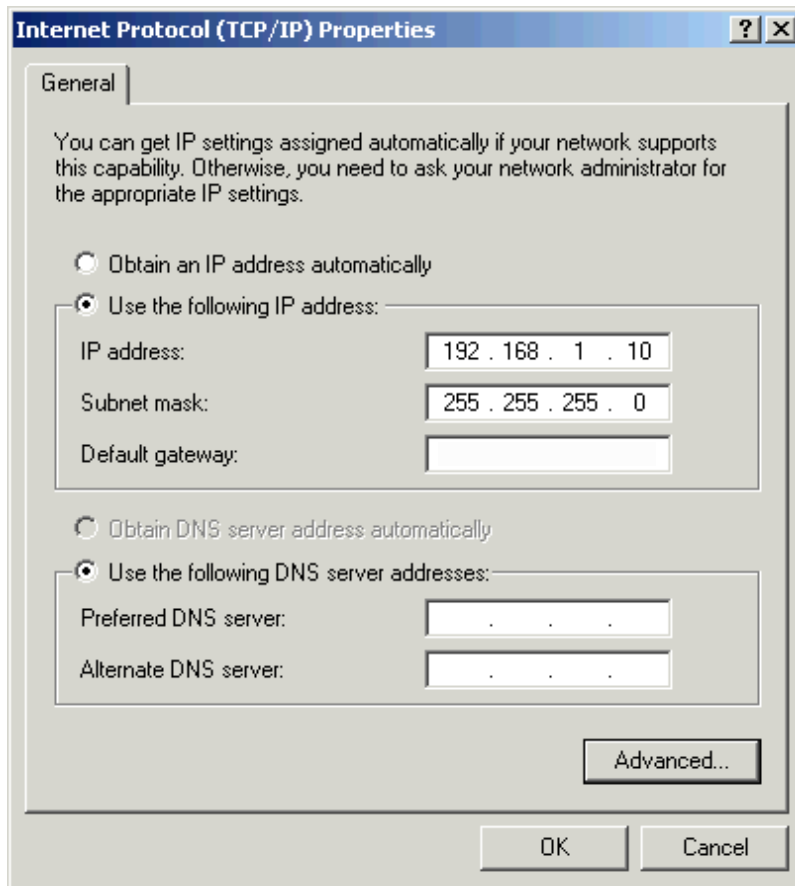 Internet Protocol (TCP/IP) Properties
General
You can get IP settings assigned automatically if your network supports
this capability. Otherwise, you need to ask your network administrator for
the appropriate IP settings.
Obtain an IP address automatically
Use the following IP address:
IP address: 192 . 168 . 1 . 10
Subnet mask: 255 . 255 . 255 . 0
Default gateway:
Obtain DNS server address automatically
Use the following DNS server addresses:
Preferred DNS server: . . .
Alternate DNS server: . . .
Advanced...
OK Cancel